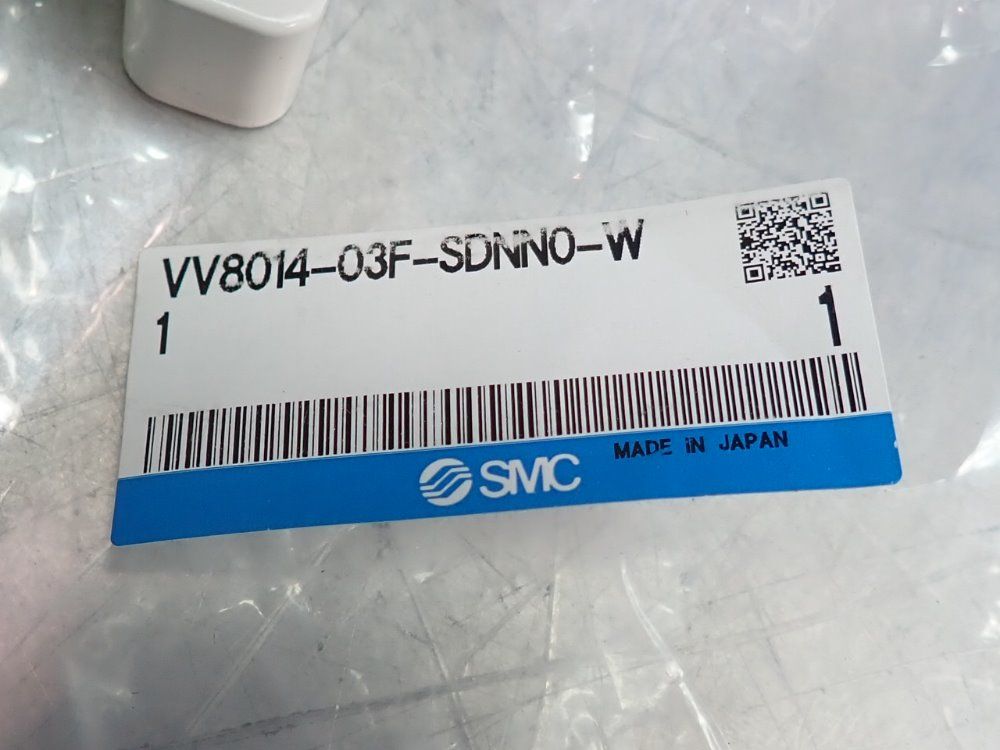 VV8014-03F-SDNN0-W
1
1
MADE IN JAPAN
SMC